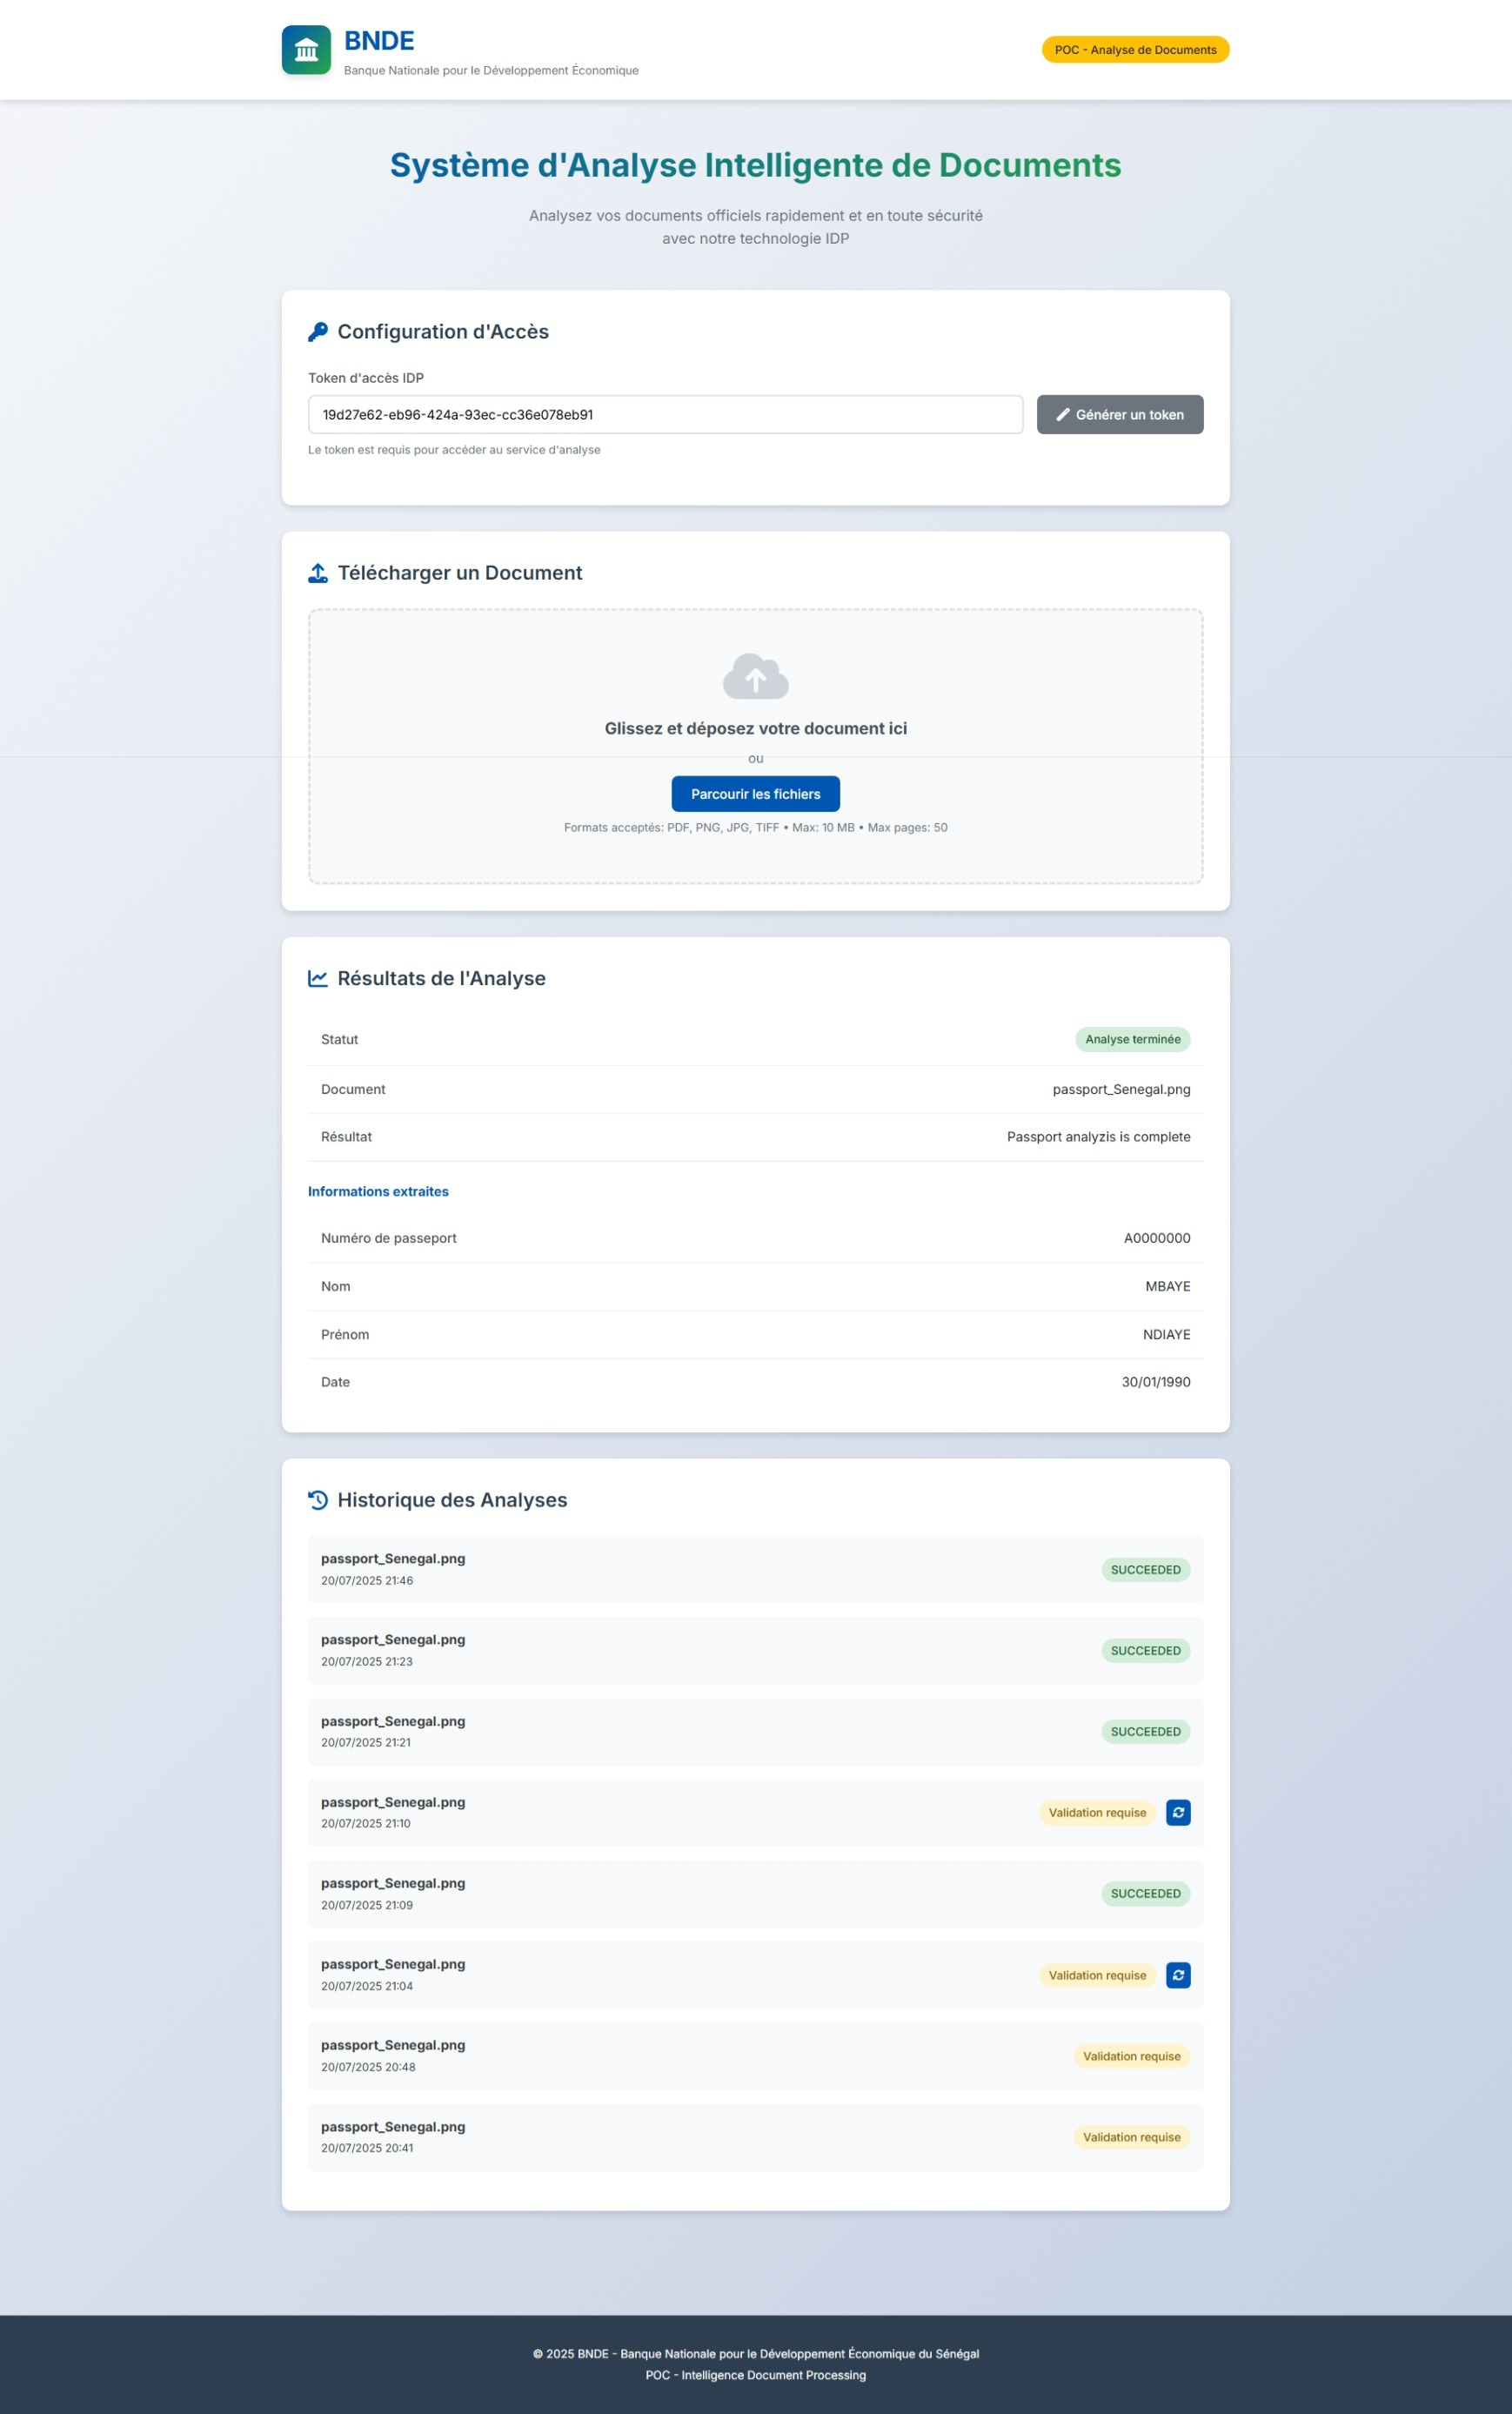 BNDE
Banque Nationale pour le Développement Économique
POC - Analyse de Documents
Système d'Analyse Intelligente de Documents
Analysez vos documents officiels rapidement et en toute sécurité
avec notre technologie IDP
Configuration d'Accès
Token d'accès IDP
19d27e62-eb96-424a-93ec-cc36e078eb91
Générer un token
Le token est requis pour accéder au service d'analyse
Télécharger un Document
Glissez et déposez votre document ici
ou
Parcourir les fichiers
Formats acceptés: PDF, PNG, JPG, TIFF • Max: 10 MB • Max pages: 50
Résultats de l'Analyse
Statut Analyse terminée
Document passport_Senegal.png
Résultat Passport analyzis is complete
Informations extraites
Numéro de passeport A0000000
Nom MBAYE
Prénom NDIAYE
Date 30/01/1990
Historique des Analyses
passport_Senegal.png
20/07/2025 21:46
SUCCEEDED
passport_Senegal.png
20/07/2025 21:23
SUCCEEDED
passport_Senegal.png
20/07/2025 21:21
SUCCEEDED
passport_Senegal.png
20/07/2025 21:10
Validation requise
passport_Senegal.png
20/07/2025 21:09
SUCCEEDED
passport_Senegal.png
20/07/2025 21:04
Validation requise
passport_Senegal.png
20/07/2025 20:48
Validation requise
passport_Senegal.png
20/07/2025 20:41
Validation requise
© 2025 BNDE - Banque Nationale pour le Développement Économique du Sénégal
POC - Intelligence Document Processing